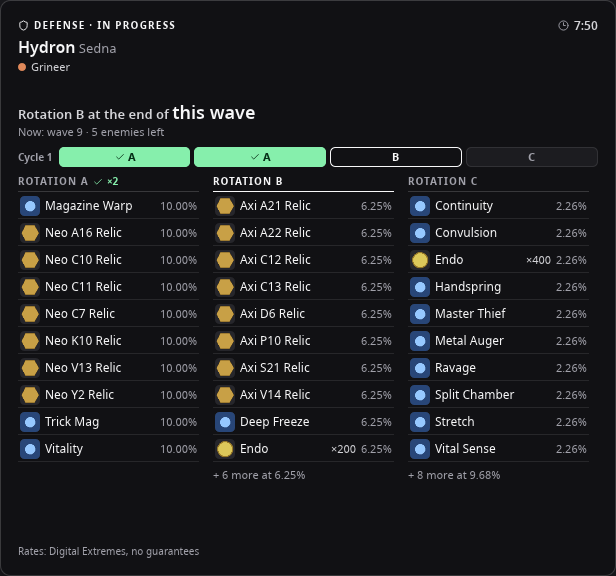 DEFENSE · IN PROGRESS
7:50
Hydron Sedna
Grineer
Rotation B at the end of this wave
Now: wave 9 · 5 enemies left
Cycle 1 ✓ A ✓ A B C
ROTATION A ✓ ×2
Magazine Warp 10.00%
Neo A16 Relic 10.00%
Neo C10 Relic 10.00%
Neo C11 Relic 10.00%
Neo C7 Relic 10.00%
Neo K10 Relic 10.00%
Neo V13 Relic 10.00%
Neo Y2 Relic 10.00%
Trick Mag 10.00%
Vitality 10.00%
ROTATION B
Axi A21 Relic 6.25%
Axi A22 Relic 6.25%
Axi C12 Relic 6.25%
Axi C13 Relic 6.25%
Axi D6 Relic 6.25%
Axi P10 Relic 6.25%
Axi S21 Relic 6.25%
Axi V14 Relic 6.25%
Deep Freeze 6.25%
Endo ×200 6.25%
+ 6 more at 6.25%
ROTATION C
Continuity 2.26%
Convulsion 2.26%
Endo ×400 2.26%
Handspring 2.26%
Master Thief 2.26%
Metal Auger 2.26%
Ravage 2.26%
Split Chamber 2.26%
Stretch 2.26%
Vital Sense 2.26%
+ 8 more at 9.68%
Rates: Digital Extremes, no guarantees